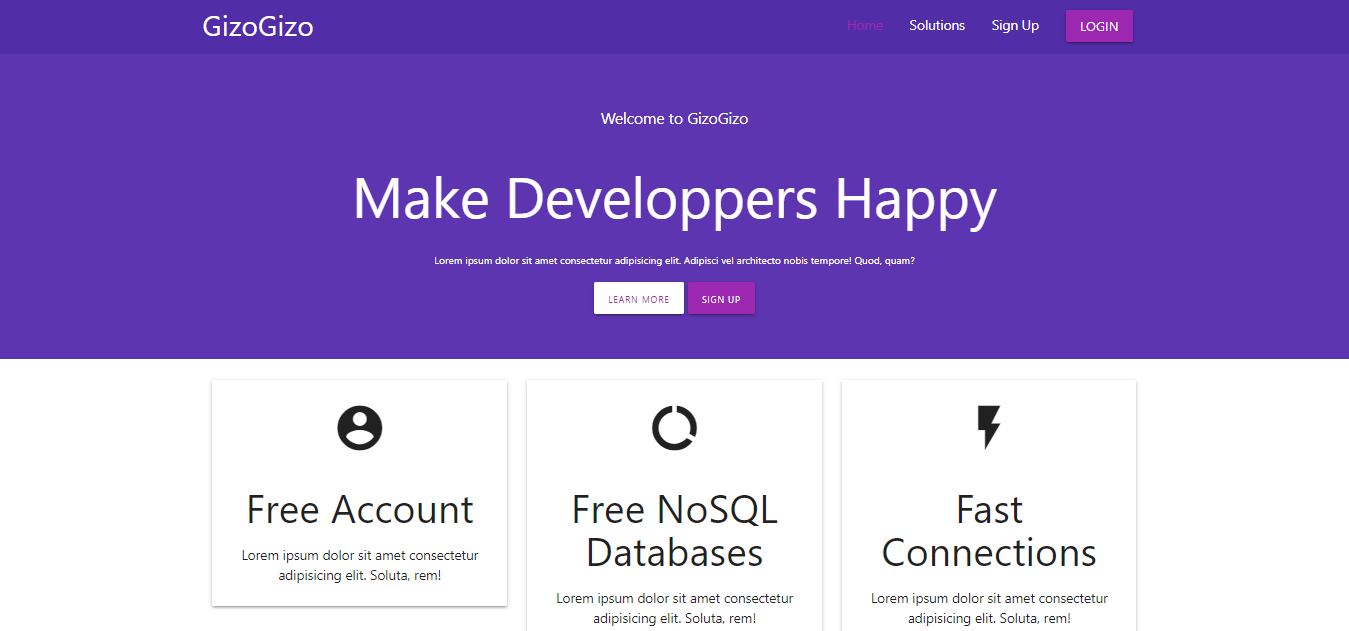 GizoGizo
Home Solutions Sign Up LOGIN
Welcome to GizoGizo
Make Developpers Happy
Lorem ipsum dolor sit amet consectetur adipisicing elit. Adipisci vel architecto nobis tempore! Quod, quam?
LEARN MORE SIGN UP
Free Account
Lorem ipsum dolor sit amet consectetur
adipisicing elit. Soluta, rem!
Free NoSQL
Databases
Lorem ipsum dolor sit amet consectetur
adipisicing elit. Soluta, rem!
Fast
Connections
Lorem ipsum dolor sit amet consectetur
adipisicing elit. Soluta, rem!